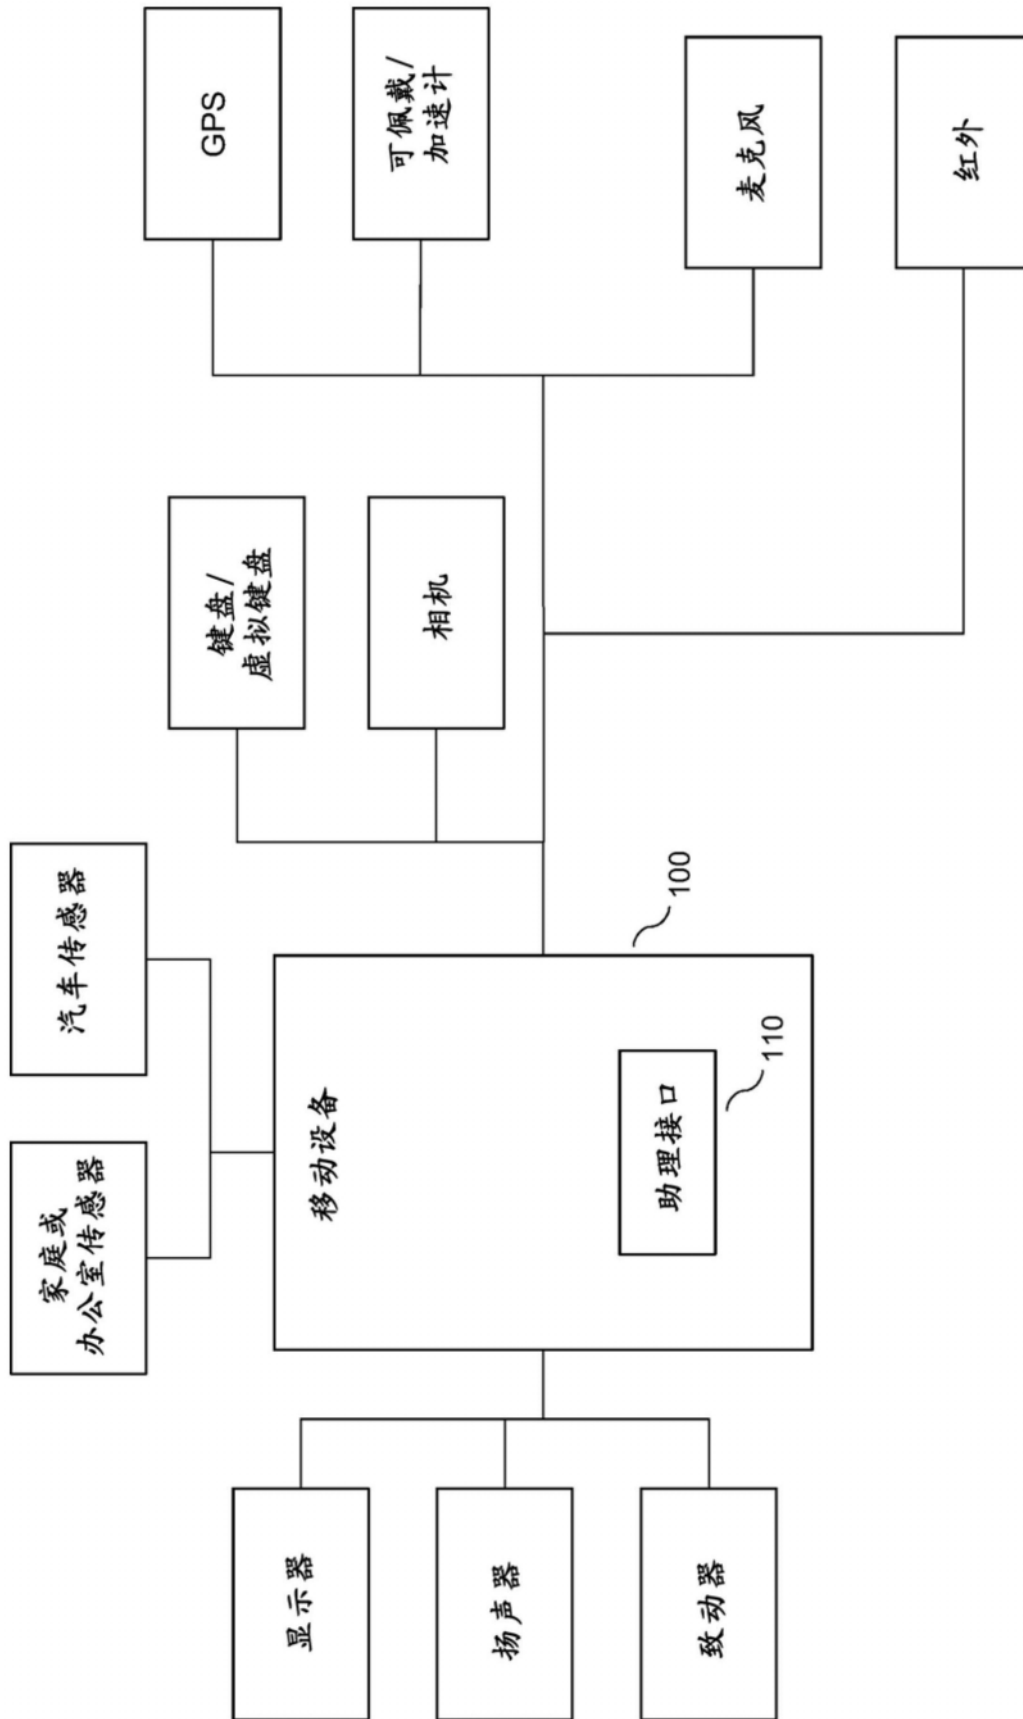 家庭或
办公室传感器
汽车传感器
显示器
扬声器
致动器
移动设备
助理接口
110
100
键盘/
虚拟键盘
相机
GPS
可佩戴/
加速计
麦克风
红外